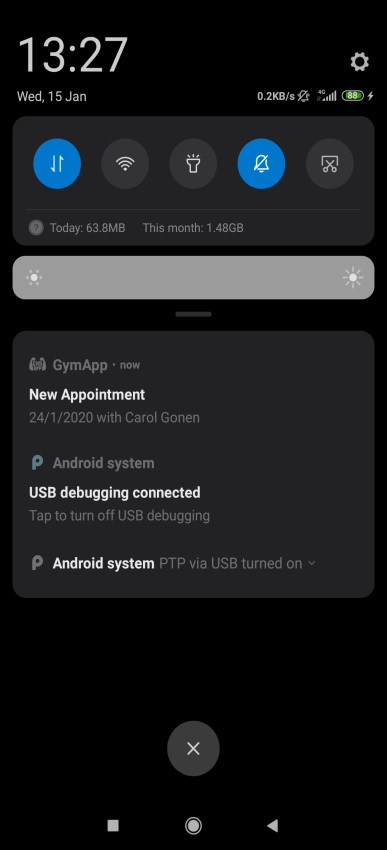 13:27
Wed, 15 Jan
0.2KB/s
4G
88
Today: 63.8MB This month: 1.48GB
GymApp · now
New Appointment
24/1/2020 with Carol Gonen
Android system
USB debugging connected
Tap to turn off USB debugging
Android system PTP via USB turned on